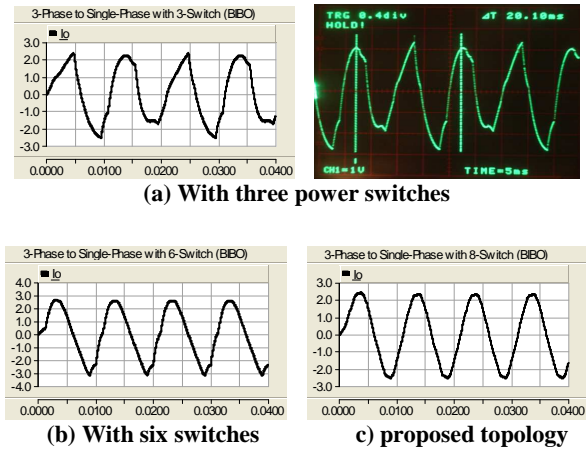 3-Phase to Single-Phase with 3-Switch (BIBO)
Io
3.0
2.0
1.0
0.0
-1.0
-2.0
-3.0
0.0000 0.0100 0.0200 0.0300 0.0400
TRG 0.4div ΔT 20.10ms
HOLD!
CH1=1V TIME=5ms
(a) With three power switches
3-Phase to Single-Phase with 6-Switch (BIBO)
Io
4.0
3.0
2.0
1.0
0.0
-1.0
-2.0
-3.0
-4.0
0.0000 0.0100 0.0200 0.0300 0.0400
(b) With six switches
3-Phase to Single-Phase with 8-Switch (BIBO)
Io
3.0
2.0
1.0
0.0
-1.0
-2.0
-3.0
0.0000 0.0100 0.0200 0.0300 0.0400
c) proposed topology